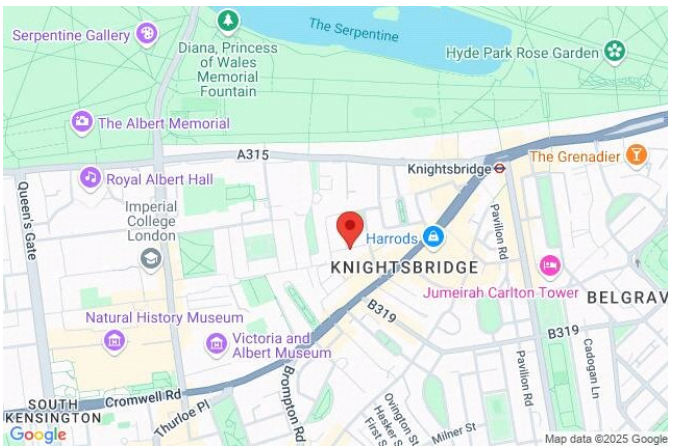 Serpentine Gallery
The Serpentine
Diana, Princess
of Wales
Memorial
Fountain
Hyde Park Rose Garden
The Albert Memorial
A315
Knightsbridge
The Grenadier
Royal Albert Hall
Queen's Gate
Imperial
College
London
Pavilion Rd
Harrods
KNIGHTSBRIDGE
Jumeirah Carlton Tower
BELGRAV
B319
B319
Natural History Museum
Victoria and
Albert Museum
Brompton Rd
Pavilion Rd
Cadogan Ln
SOUTH
KENSINGTON
Cromwell Rd
Thurloe Pl
Ovington St
Hasker St
First S
Milner St
Google
Map data ©2025 Google